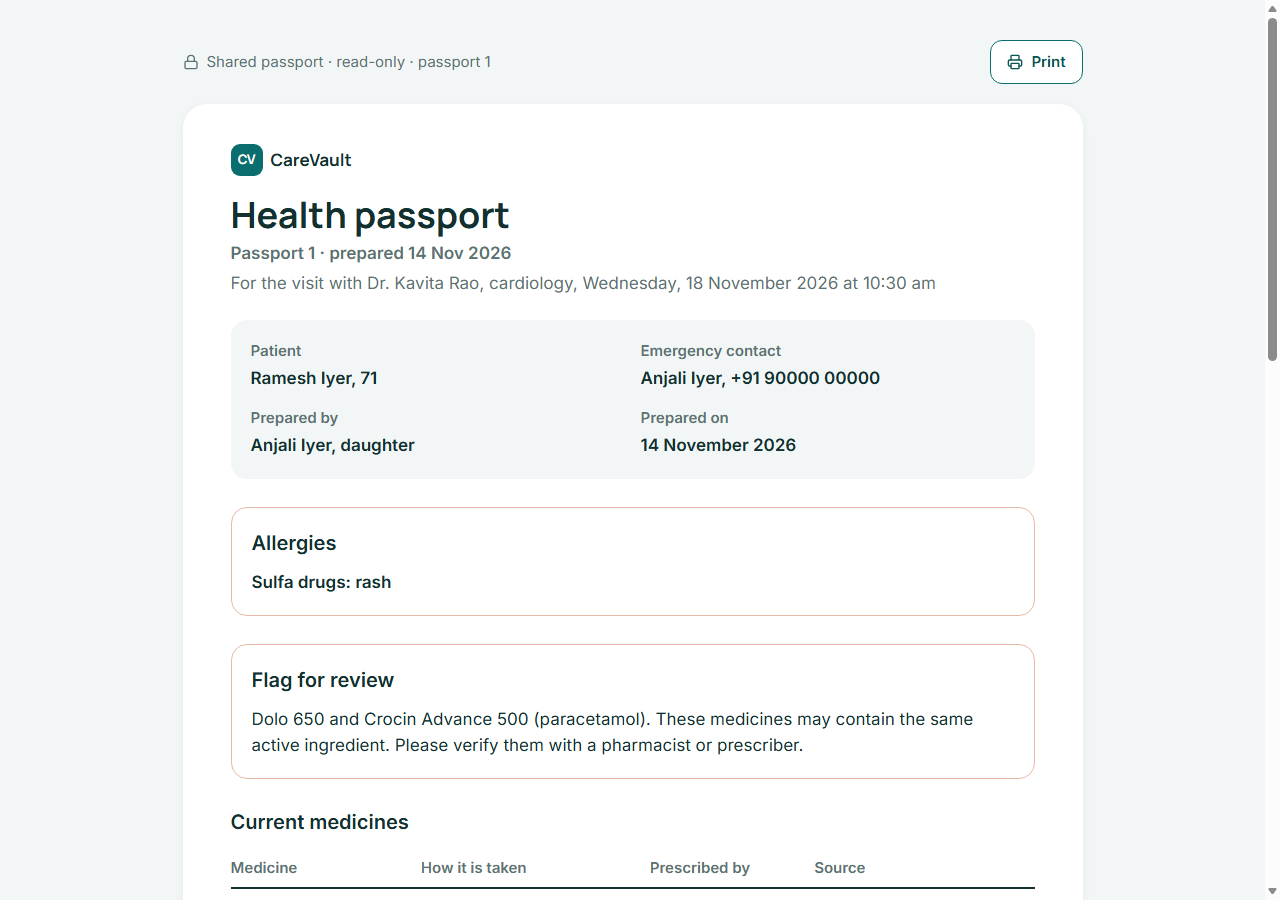 Shared passport · read-only · passport 1
Print
CV CareVault
Health passport
Passport 1 · prepared 14 Nov 2026
For the visit with Dr. Kavita Rao, cardiology, Wednesday, 18 November 2026 at 10:30 am
Patient
Ramesh Iyer, 71
Emergency contact
Anjali Iyer, +91 90000 00000
Prepared by
Anjali Iyer, daughter
Prepared on
14 November 2026
Allergies
Sulfa drugs: rash
Flag for review
Dolo 650 and Crocin Advance 500 (paracetamol). These medicines may contain the same
active ingredient. Please verify them with a pharmacist or prescriber.
Current medicines
Medicine How it is taken Prescribed by Source